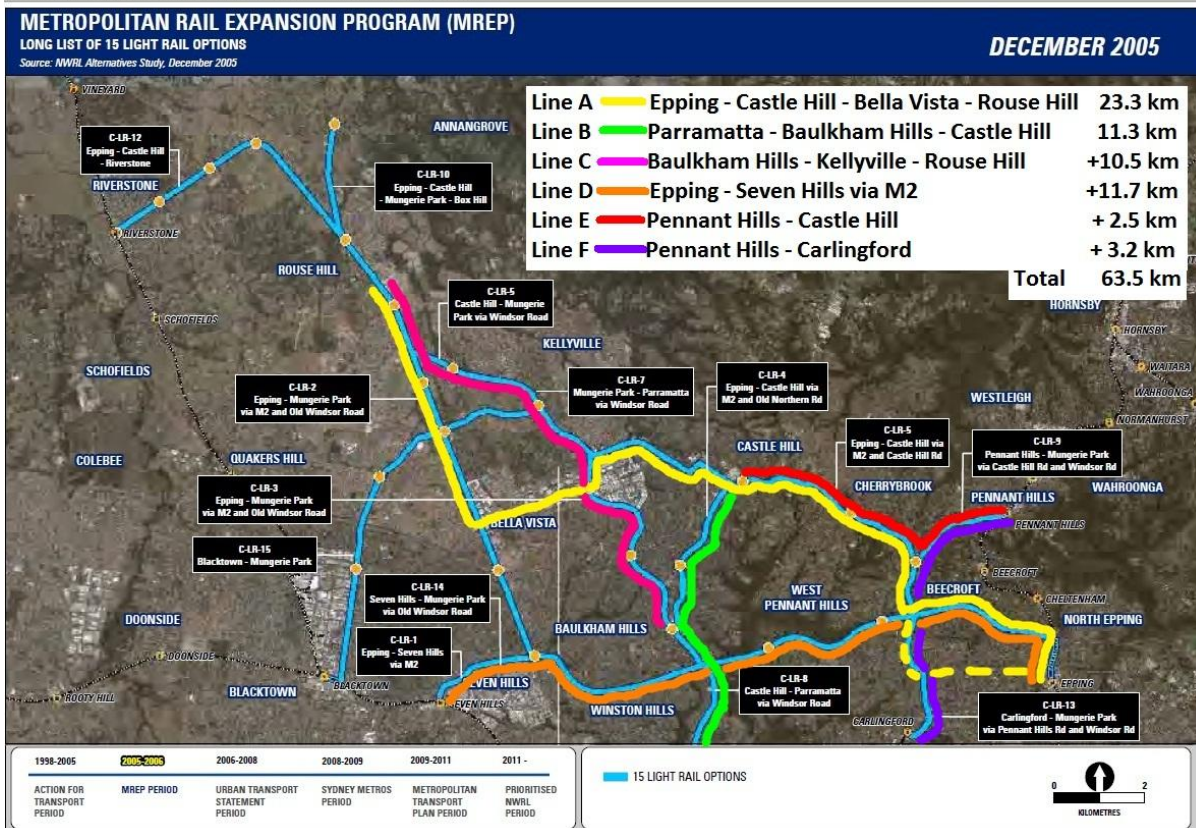 METROPOLITAN RAIL EXPANSION PROGRAM (MREP)
LONG LIST OF 15 LIGHT RAIL OPTIONS
Source: NWRL Alternatives Study, December 2005
DECEMBER 2005
Line A Epping - Castle Hill - Bella Vista - Rouse Hill 23.3 km
Line B Parramatta - Baulkham Hills - Castle Hill 11.3 km
Line C Baulkham Hills - Kellyville - Rouse Hill +10.5 km
Line D Epping - Seven Hills via M2 +11.7 km
Line E Pennant Hills - Castle Hill + 2.5 km
Line F Pennant Hills - Carlingford + 3.2 km
Total 63.5 km
VINEYARD
ANNANGROVE
C-LR-12
Epping - Castle Hill
- Riverstone
RIVERSTONE
C-LR-10
Epping - Castle Hill
- Mungerie Park - Box Hill
RIVERSTONE
ROUSE HILL
C-LR-5
Castle Hill - Mungerie
Park via Windsor Road
HORNSBY
HORNSBY
SCHOFIELDS
SCHOFIELDS
KELLYVILLE
WAITARA
C-LR-2
Epping - Mungerie Park
via M2 and Old Windsor Road
C-LR-7
Mungerie Park - Parramatta
via Windsor Road
C-LR-4
Epping - Castle Hill via
M2 and Old Northern Rd
WAHROONGA
WESTLEIGH
NORMANHURST
COLEBEE
QUAKERS HILL
CASTLE HILL
C-LR-5
Epping - Castle Hill via
M2 and Castle Hill Rd
CHERRYBROOK
C-LR-9
Pennant Hills - Mungerie Park
via Castle Hill Rd and Windsor Rd
WAHROONGA
PENNANT HILLS
PENNANT HILLS
C-LR-3
Epping - Mungerie Park
via M2 and Old Windsor Road
BELLA VISTA
C-LR-15
Blacktown - Mungerie Park
C-LR-14
Seven Hills - Mungerie Park
via Old Windsor Road
WEST
PENNANT HILLS
BEECROFT
BEECROFT
CHELTENHAM
NORTH EPPING
DOONSIDE
DOONSIDE
C-LR-1
Epping - Seven Hills
via M2
BAULKHAM HILLS
ROOTY HILL
BLACKTOWN
BLACKTOWN
EVEN HILLS
EVEN HILLS
WINSTON HILLS
C-LR-8
Castle Hill - Parramatta
via Windsor Road
EPPING
CARLINGFORD
C-LR-13
Carlingford - Mungerie Park
via Pennant Hills Rd and Windsor Rd
1998-2005 2005-2006 2006-2008 2008-2009 2009-2011 2011 -
ACTION FOR TRANSPORT PERIOD
MREP PERIOD
URBAN TRANSPORT STATEMENT PERIOD
SYDNEY METROS PERIOD
METROPOLITAN TRANSPORT PLAN PERIOD
PRIORITISED NWRL PERIOD
15 LIGHT RAIL OPTIONS
0 2
KILOMETRES